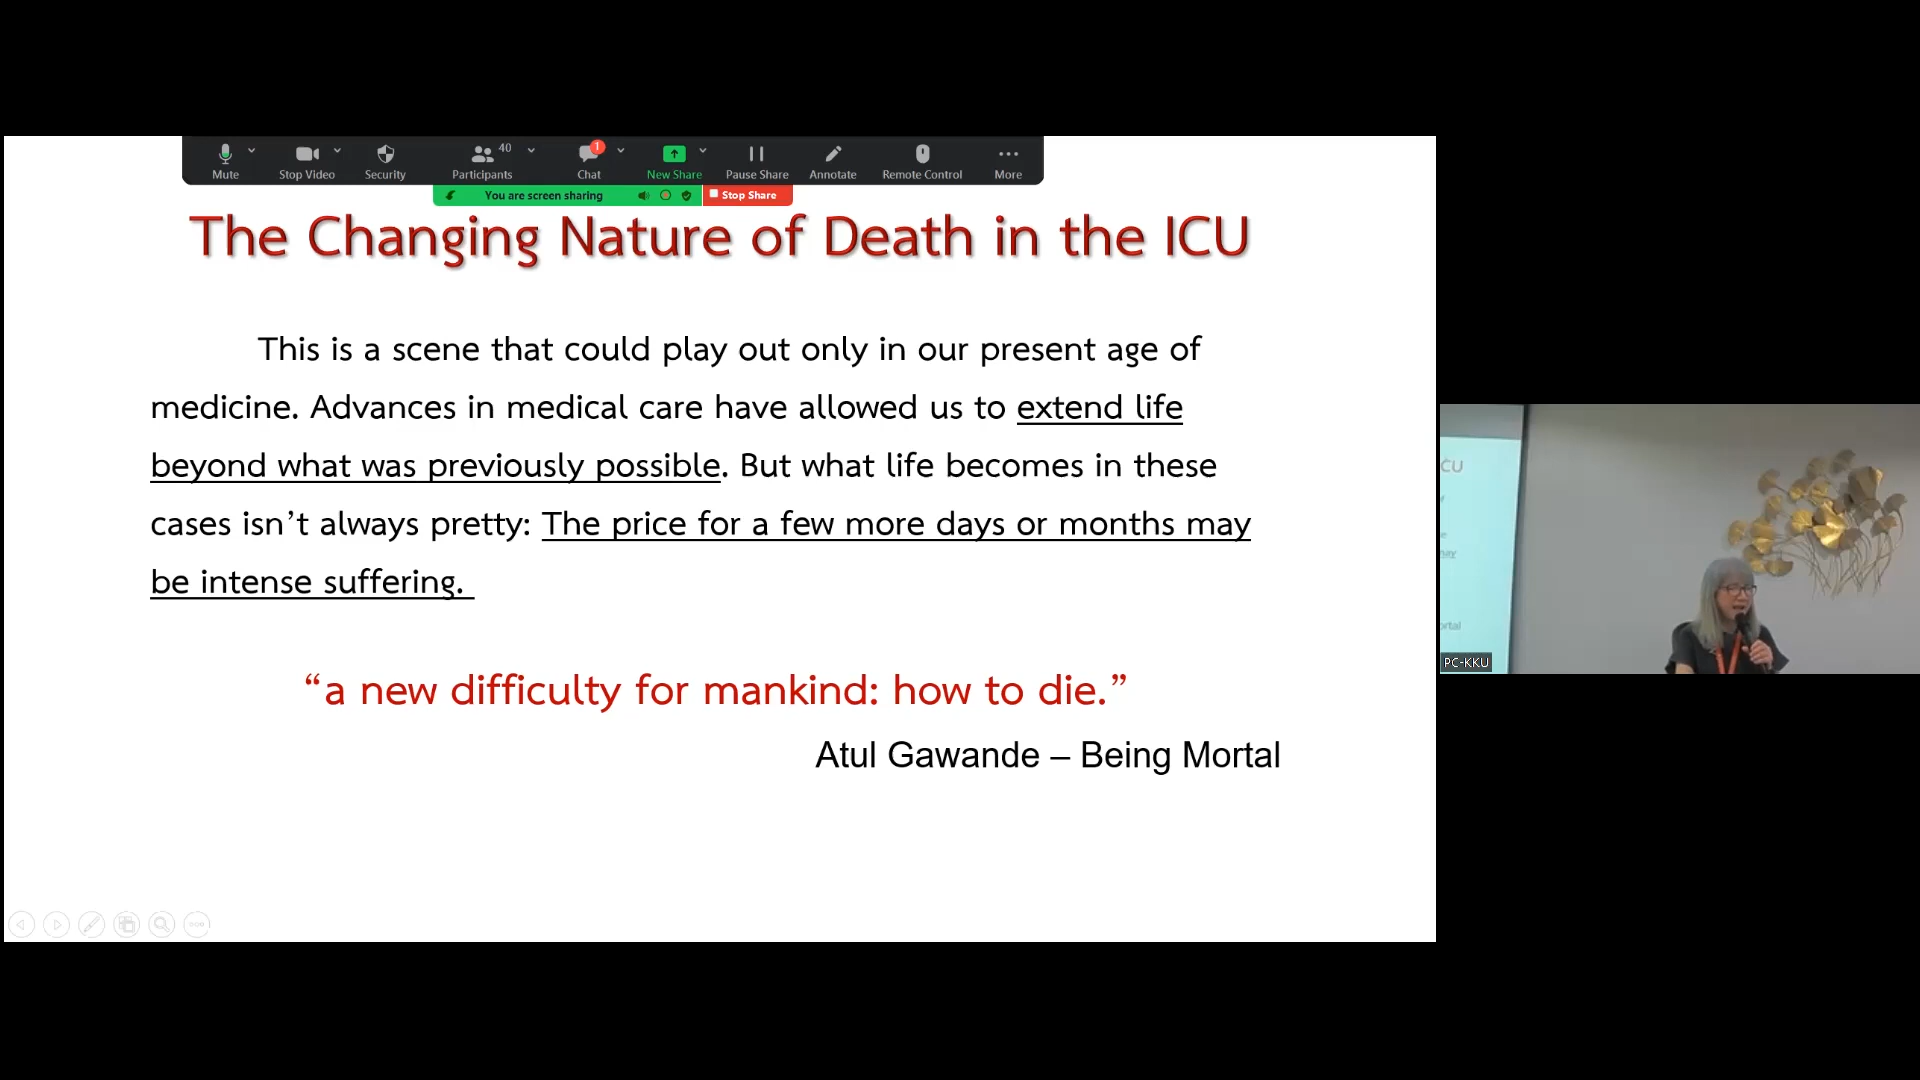 40
1
Mute
Stop Video
Security
Participants
Chat
New Share
Pause Share
Annotate
Remote Control
More
You are screen sharing
Stop Share
The Changing Nature of Death in the ICU
This is a scene that could play out only in our present age of
medicine. Advances in medical care have allowed us to extend life
beyond what was previously possible. But what life becomes in these
cases isn’t always pretty: The price for a few more days or months may
be intense suffering.
“a new difficulty for mankind: how to die.”
Atul Gawande – Being Mortal
CU
may
ortal
PC-KKU